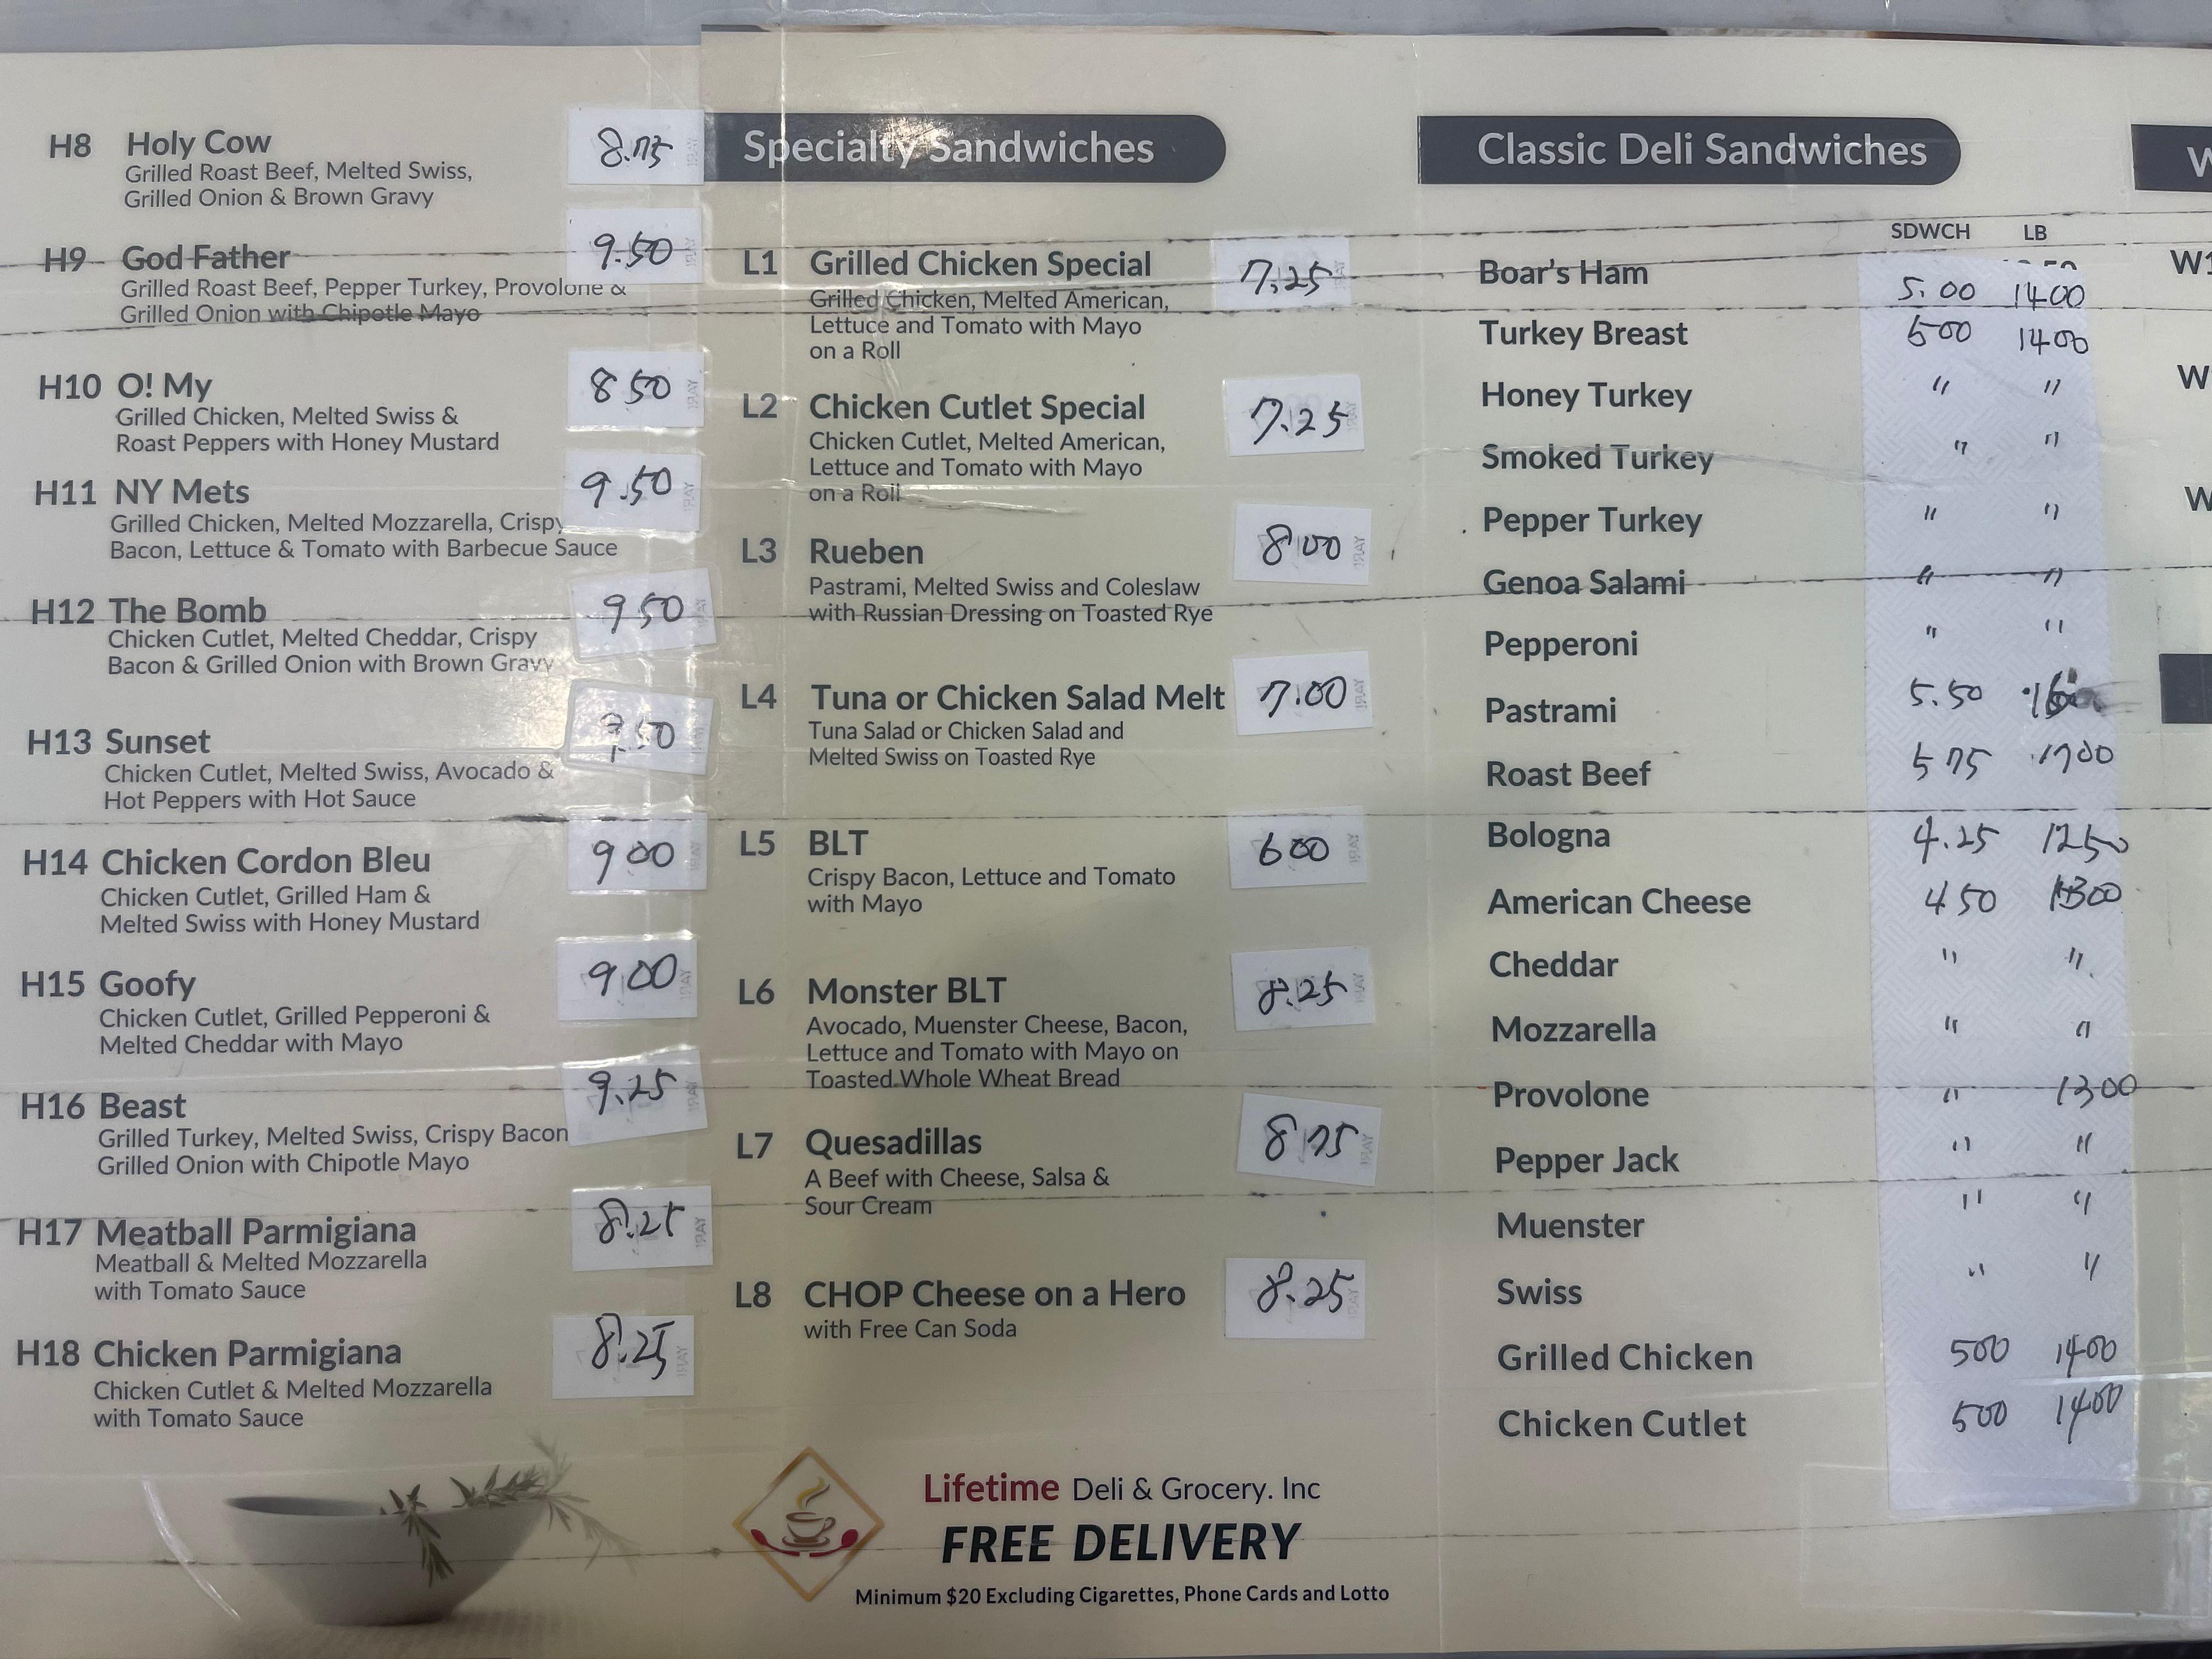 H8 Holy Cow 8.75
Grilled Roast Beef, Melted Swiss,
Grilled Onion & Brown Gravy
H9 God Father 9.50
Grilled Roast Beef, Pepper Turkey, Provolone &
Grilled Onion with Chipotle Mayo
H10 O! My 8 50
Grilled Chicken, Melted Swiss &
Roast Peppers with Honey Mustard
H11 NY Mets 9.50
Grilled Chicken, Melted Mozzarella, Crispy
Bacon, Lettuce & Tomato with Barbecue Sauce
H12 The Bomb 9 50
Chicken Cutlet, Melted Cheddar, Crispy
Bacon & Grilled Onion with Brown Gravy
H13 Sunset
Chicken Cutlet, Melted Swiss, Avocado &
Hot Peppers with Hot Sauce
H14 Chicken Cordon Bleu 9 00
Chicken Cutlet, Grilled Ham &
Melted Swiss with Honey Mustard
H15 Goofy 9.00
Chicken Cutlet, Grilled Pepperoni &
Melted Cheddar with Mayo
H16 Beast 9.25
Grilled Turkey, Melted Swiss, Crispy Bacon
Grilled Onion with Chipotle Mayo
H17 Meatball Parmigiana 8.25
Meatball & Melted Mozzarella
with Tomato Sauce
H18 Chicken Parmigiana 8.25
Chicken Cutlet & Melted Mozzarella
with Tomato Sauce
Specialty Sandwiches
L1 Grilled Chicken Special 7.25
Grilled Chicken, Melted American,
Lettuce and Tomato with Mayo
on a Roll
L2 Chicken Cutlet Special 7.25
Chicken Cutlet, Melted American,
Lettuce and Tomato with Mayo
on a Roll
L3 Rueben 8 00
Pastrami, Melted Swiss and Coleslaw
with Russian Dressing on Toasted Rye
L4 Tuna or Chicken Salad Melt 7.00
Tuna Salad or Chicken Salad and
Melted Swiss on Toasted Rye
L5 BLT 6 00
Crispy Bacon, Lettuce and Tomato
with Mayo
L6 Monster BLT 8.25
Avocado, Muenster Cheese, Bacon,
Lettuce and Tomato with Mayo on
Toasted Whole Wheat Bread
L7 Quesadillas 8 75
A Beef with Cheese, Salsa &
Sour Cream
L8 CHOP Cheese on a Hero 8.25
with Free Can Soda
Lifetime Deli & Grocery. Inc
FREE DELIVERY
Minimum $20 Excluding Cigarettes, Phone Cards and Lotto
Classic Deli Sandwiches
SDWCH LB
Boar's Ham 5.00 1400
Turkey Breast 500 1400
Honey Turkey " "
Smoked Turkey " "
Pepper Turkey " "
Genoa Salami " "
Pepperoni " "
Pastrami 5.50
Roast Beef 5 75 1700
Bologna 4.25 1250
American Cheese 4 50 1300
Cheddar " "
Mozzarella " "
Provolone " 1300
Pepper Jack " "
Muenster " "
Swiss " "
Grilled Chicken 500 1400
Chicken Cutlet 500 1400
W1
W
W